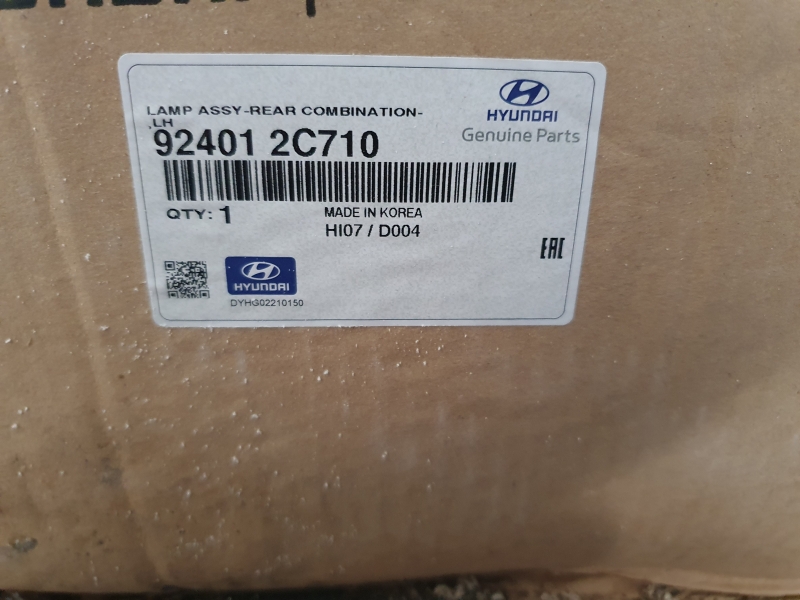 LAMP ASSY-REAR COMBINATION-
,LH
92401 2C710
HYUNDAI
Genuine Parts
QTY: 1
MADE IN KOREA
HI07 / D004
EAC
HYUNDAI
DYHG02210150